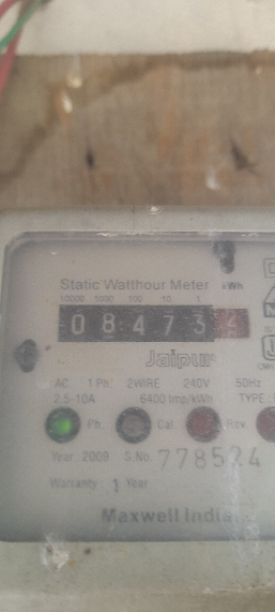 Static Watthour Meter kWh
10000 1000 100 10 1
0 8 4 7 3 4
Jaipur
AC 1 Ph. 2WIRE 240V 50Hz
2.5-10A 6400 Imp/kWh TYPE:
Ph. Cal. Rev.
Year: 2009 S.No. 778524
Warranty: 1 Year
Maxwell India